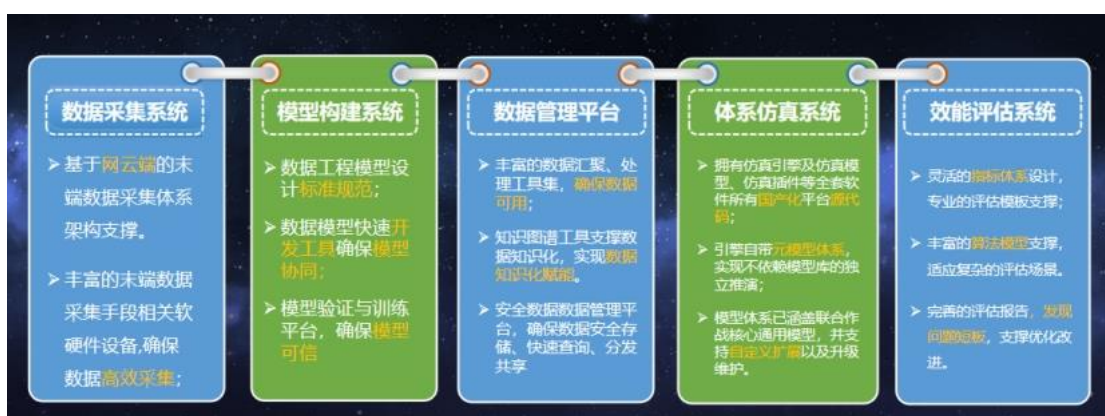 数据采集系统
➢ 基于网云端的末
端数据采集体系
架构支撑。
➢ 丰富的末端数据
采集手段相关软
硬件设备,确保
数据高效采集;
模型构建系统
➢ 数据工程模型设
计标准规范;
➢ 数据模型快速开
发工具确保模型
协同;
➢ 模型验证与训练
平台，确保模型
可信
数据管理平台
➢ 丰富的数据汇聚、处
理工具集，确保数据
可用;
➢ 知识图谱工具支撑数
据知识化，实现数据
知识化赋能。
➢ 安全数据数据管理平
台，确保数据安全存
储、快速查询、分发
共享
体系仿真系统
➢ 拥有仿真引擎及仿真模
型、仿真插件等全套软
件所有国产化平台源代
码;
➢ 引擎自带元模型体系，
实现不依赖模型库的独
立推演;
➢ 模型体系已涵盖联合作
战核心通用模型，并支
持自定义扩展以及升级
维护。
效能评估系统
➢ 灵活的指标体系设计，
专业的评估模板支撑;
➢ 丰富的算法模型支撑，
适应复杂的评估场景。
➢ 完善的评估报告，发现
问题短板，支撑优化改
进。